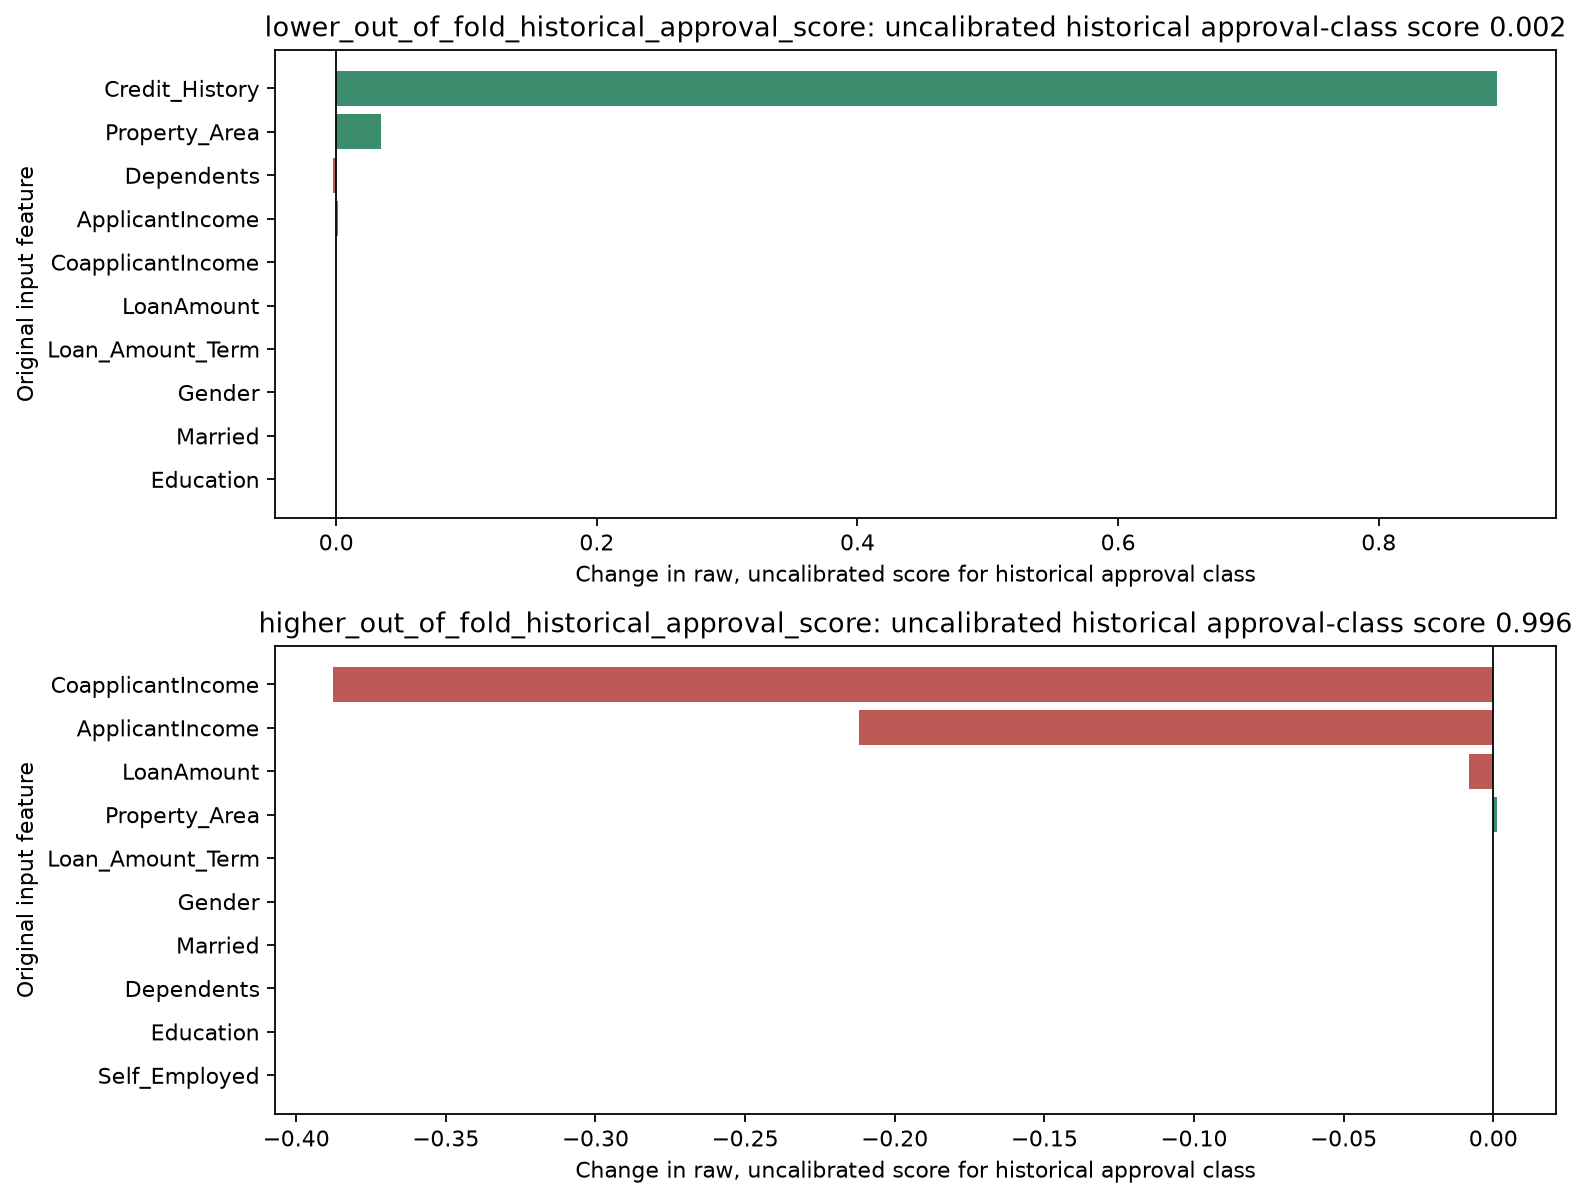 lower_out_of_fold_historical_approval_score: uncalibrated historical approval-class score 0.002
Original input feature
Credit_History
Property_Area
Dependents
ApplicantIncome
CoapplicantIncome
LoanAmount
Loan_Amount_Term
Gender
Married
Education
0.0 0.2 0.4 0.6 0.8
Change in raw, uncalibrated score for historical approval class
higher_out_of_fold_historical_approval_score: uncalibrated historical approval-class score 0.996
Original input feature
CoapplicantIncome
ApplicantIncome
LoanAmount
Property_Area
Loan_Amount_Term
Gender
Married
Dependents
Education
Self_Employed
−0.40 −0.35 −0.30 −0.25 −0.20 −0.15 −0.10 −0.05 0.00
Change in raw, uncalibrated score for historical approval class